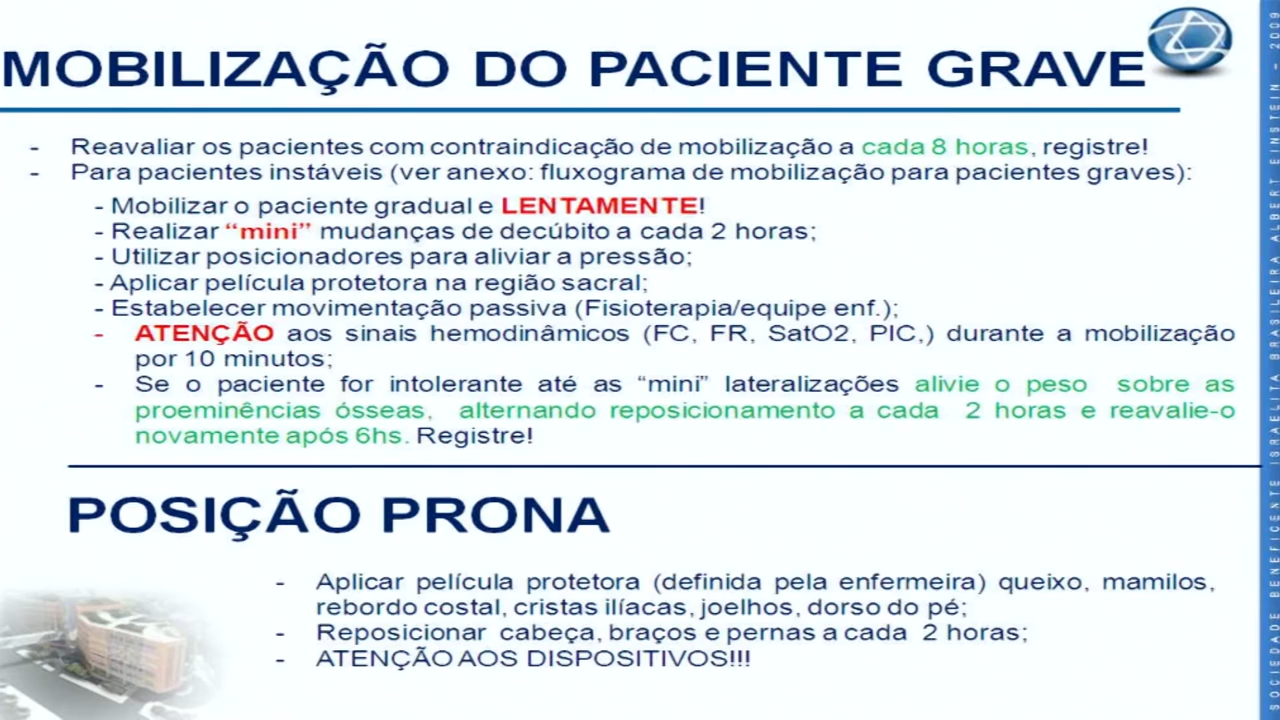 MOBILIZAÇÃO DO PACIENTE GRAVE
- Reavaliar os pacientes com contraindicação de mobilização a cada 8 horas, registre!
- Para pacientes instáveis (ver anexo: fluxograma de mobilização para pacientes graves):
- Mobilizar o paciente gradual e LENTAMENTE!
- Realizar “mini” mudanças de decúbito a cada 2 horas;
- Utilizar posicionadores para aliviar a pressão;
- Aplicar película protetora na região sacral;
- Estabelecer movimentação passiva (Fisioterapia/equipe enf.);
- ATENÇÃO aos sinais hemodinâmicos (FC, FR, SatO2, PIC,) durante a mobilização
por 10 minutos;
- Se o paciente for intolerante até as “mini” lateralizações alivie o peso sobre as
proeminências ósseas, alternando reposicionamento a cada 2 horas e reavalie-o
novamente após 6hs. Registre!
POSIÇÃO PRONA
- Aplicar película protetora (definida pela enfermeira) queixo, mamilos,
rebordo costal, cristas ilíacas, joelhos, dorso do pé;
- Reposicionar cabeça, braços e pernas a cada 2 horas;
- ATENÇÃO AOS DISPOSITIVOS!!!
SOCIEDADE BENEFICENTE ISRAELITA BRASILEIRA ALBERT EINSTEIN - 2009